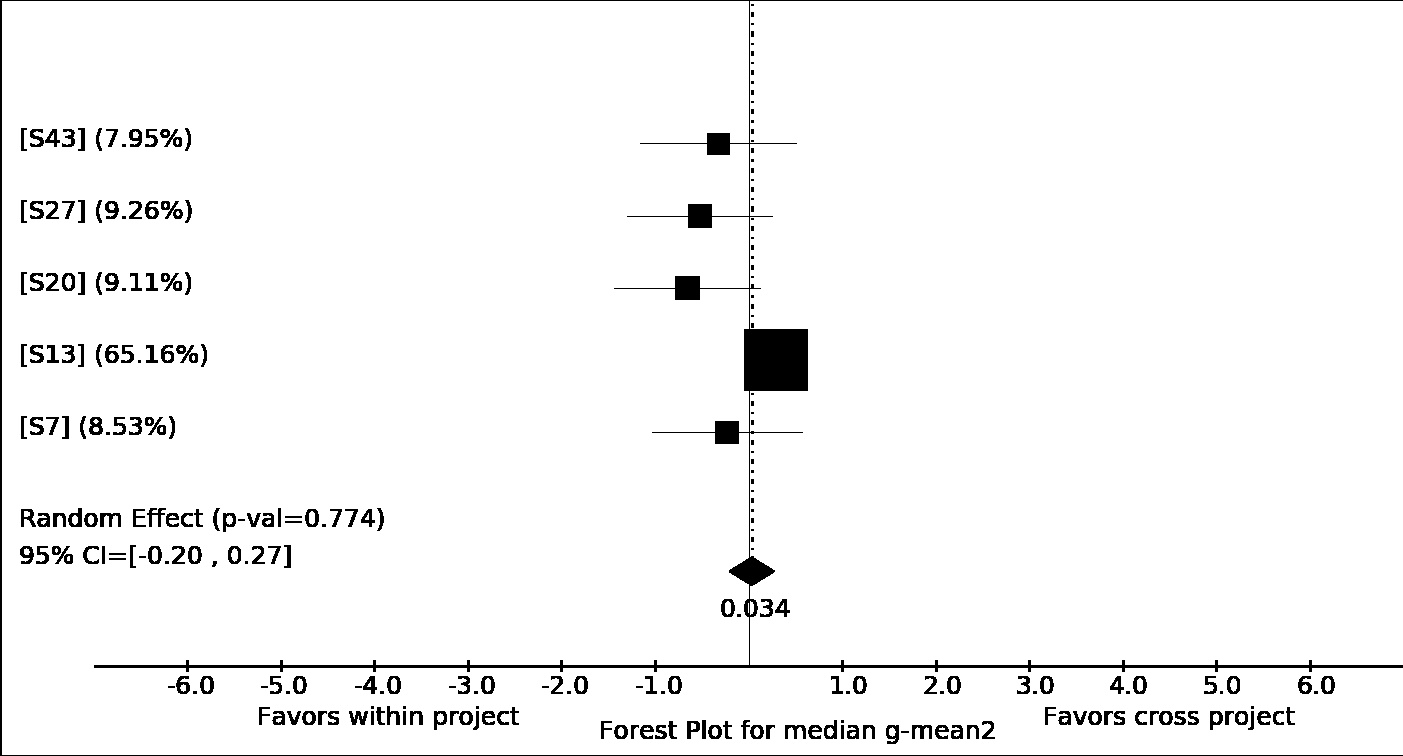 [S43] (7.95%)
[S27] (9.26%)
[S20] (9.11%)
[S13] (65.16%)
[S7] (8.53%)
Random Effect (p-val=0.774)
95% CI=[-0.20 , 0.27]
0.034
-6.0 -5.0 -4.0 -3.0 -2.0 -1.0 1.0 2.0 3.0 4.0 5.0 6.0
Favors within project Favors cross project
Forest Plot for median g-mean2